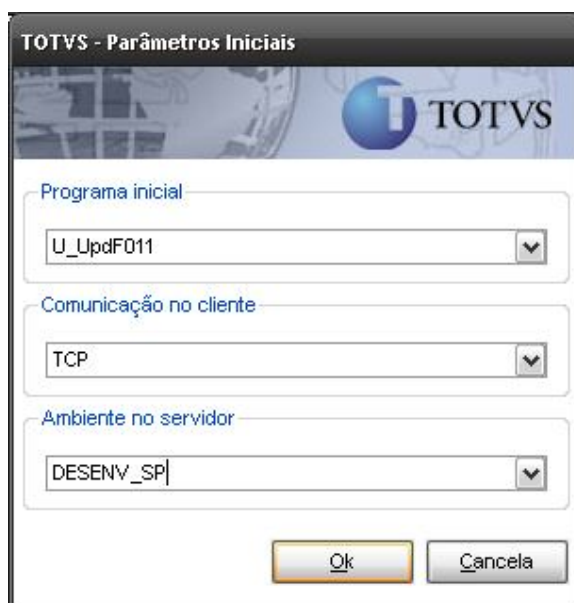 TOTVS - Parâmetros Iniciais
TOTVS
Programa inicial
U_UpdF011
Comunicação no cliente
TCP
Ambiente no servidor
DESENV_SP
Ok
Cancela